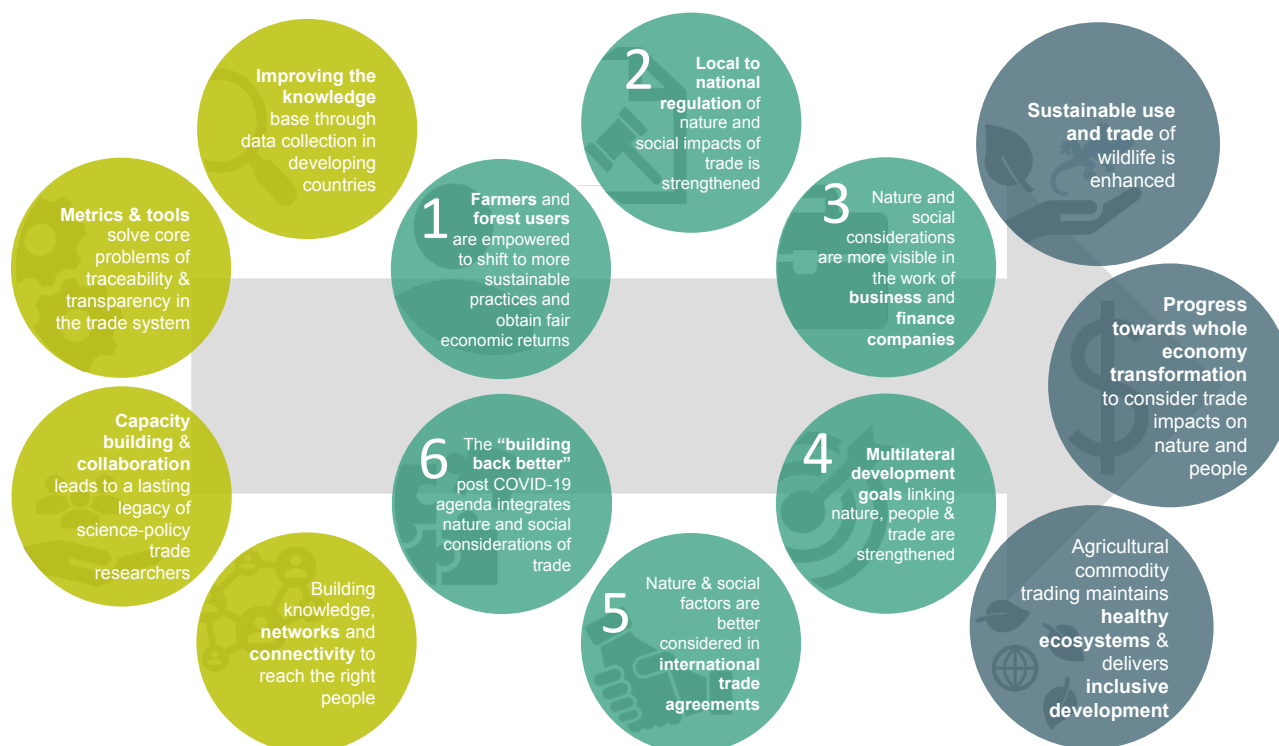 Improving the
knowledge
base through
data collection in
developing
countries
Metrics & tools
solve core
problems of
traceability &
transparency in
the trade system
Capacity
building &
collaboration
leads to a lasting
legacy of
science-policy
trade
researchers
Building
knowledge,
networks and
connectivity to
reach the right
people
1
Farmers and
forest users
are empowered
to shift to more
sustainable
practices and
obtain fair
economic returns
2
Local to
national
regulation of
nature and
social impacts of
trade is
strengthened
3
Nature and
social
considerations
are more visible in
the work of
business and
finance
companies
4
Multilateral
development
goals linking
nature, people &
trade are
strengthened
5
Nature & social
factors are
better
considered in
international
trade
agreements
6
The “building
back better”
post COVID-19
agenda integrates
nature and social
considerations of
trade
Sustainable use
and trade of
wildlife is
enhanced
Progress
towards whole
economy
transformation
to consider trade
impacts on
nature and
people
Agricultural
commodity
trading maintains
healthy
ecosystems &
delivers
inclusive
development